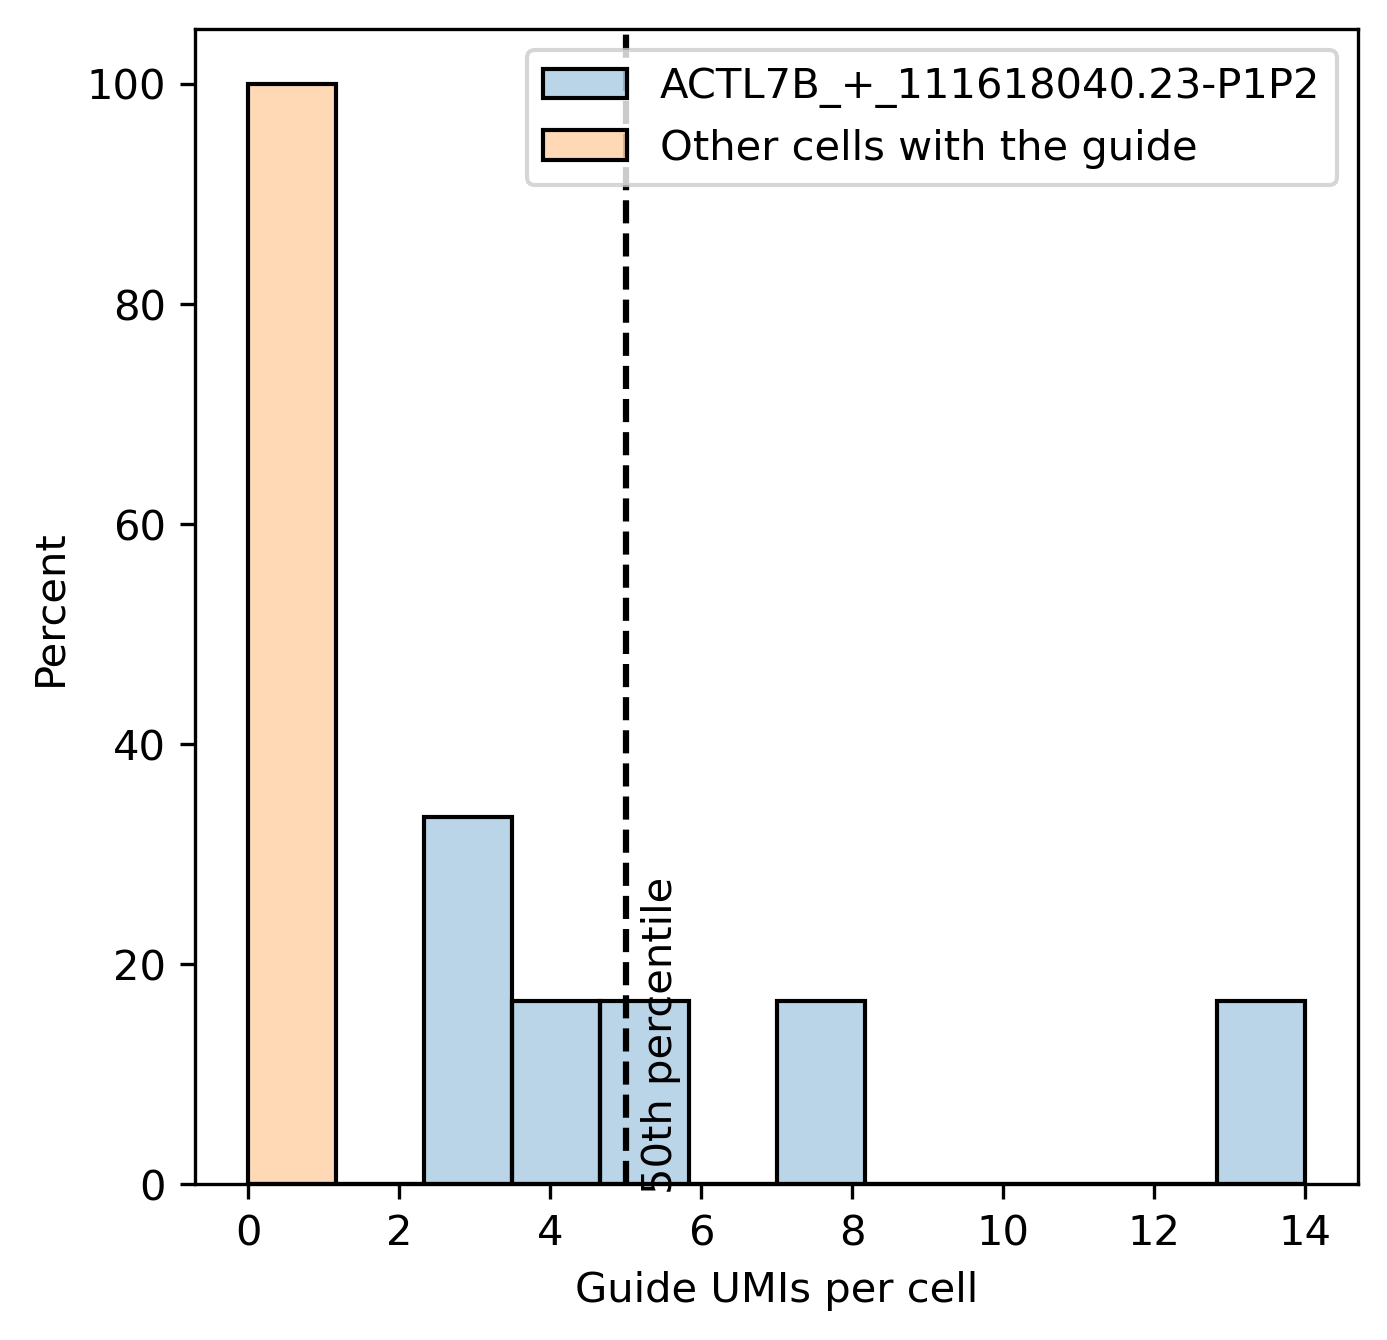 ACTL7B_+_111618040.23-P1P2
Other cells with the guide
100
80
60
40
20
0
Percent
50th percentile
0 2 4 6 8 10 12 14
Guide UMIs per cell